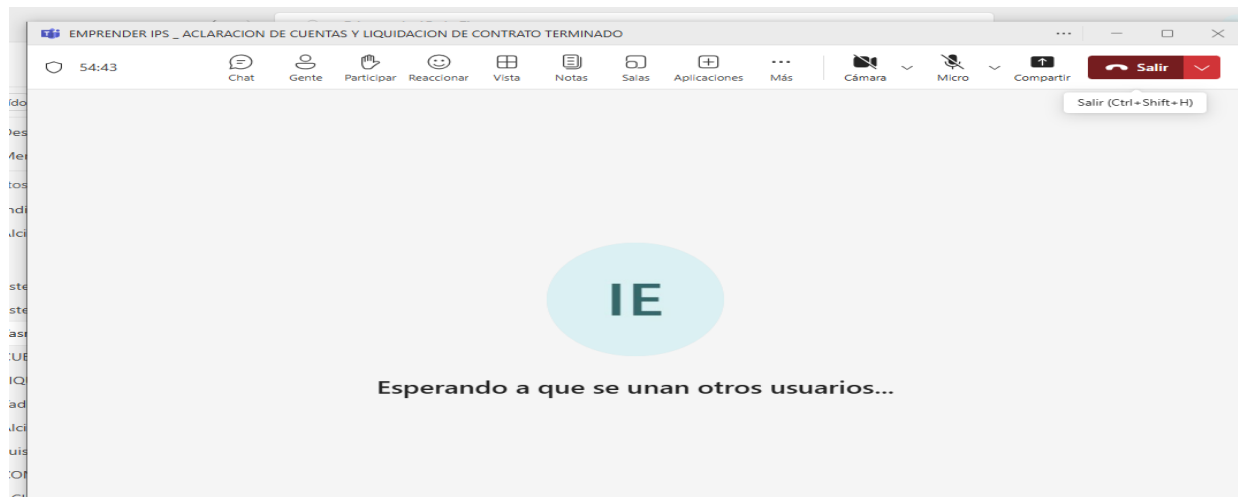 EMPRENDER IPS _ ACLARACION DE CUENTAS Y LIQUIDACION DE CONTRATO TERMINADO
54:43
Chat Gente Participar Reaccionar Vista Notas Salas Aplicaciones Más Cámara Micro Compartir Salir
Salir (Ctrl+Shift+H)
IE
Esperando a que se unan otros usuarios...